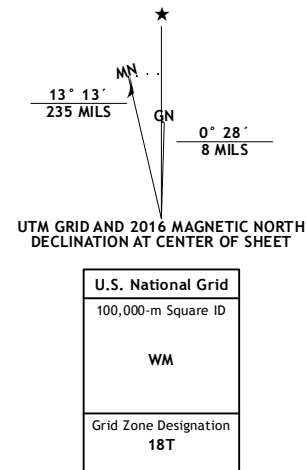 MN
13° 13´
235 MILS
GN
0° 28´
8 MILS
UTM GRID AND 2016 MAGNETIC NORTH
DECLINATION AT CENTER OF SHEET
U.S. National Grid
100,000-m Square ID
WM
Grid Zone Designation
18T